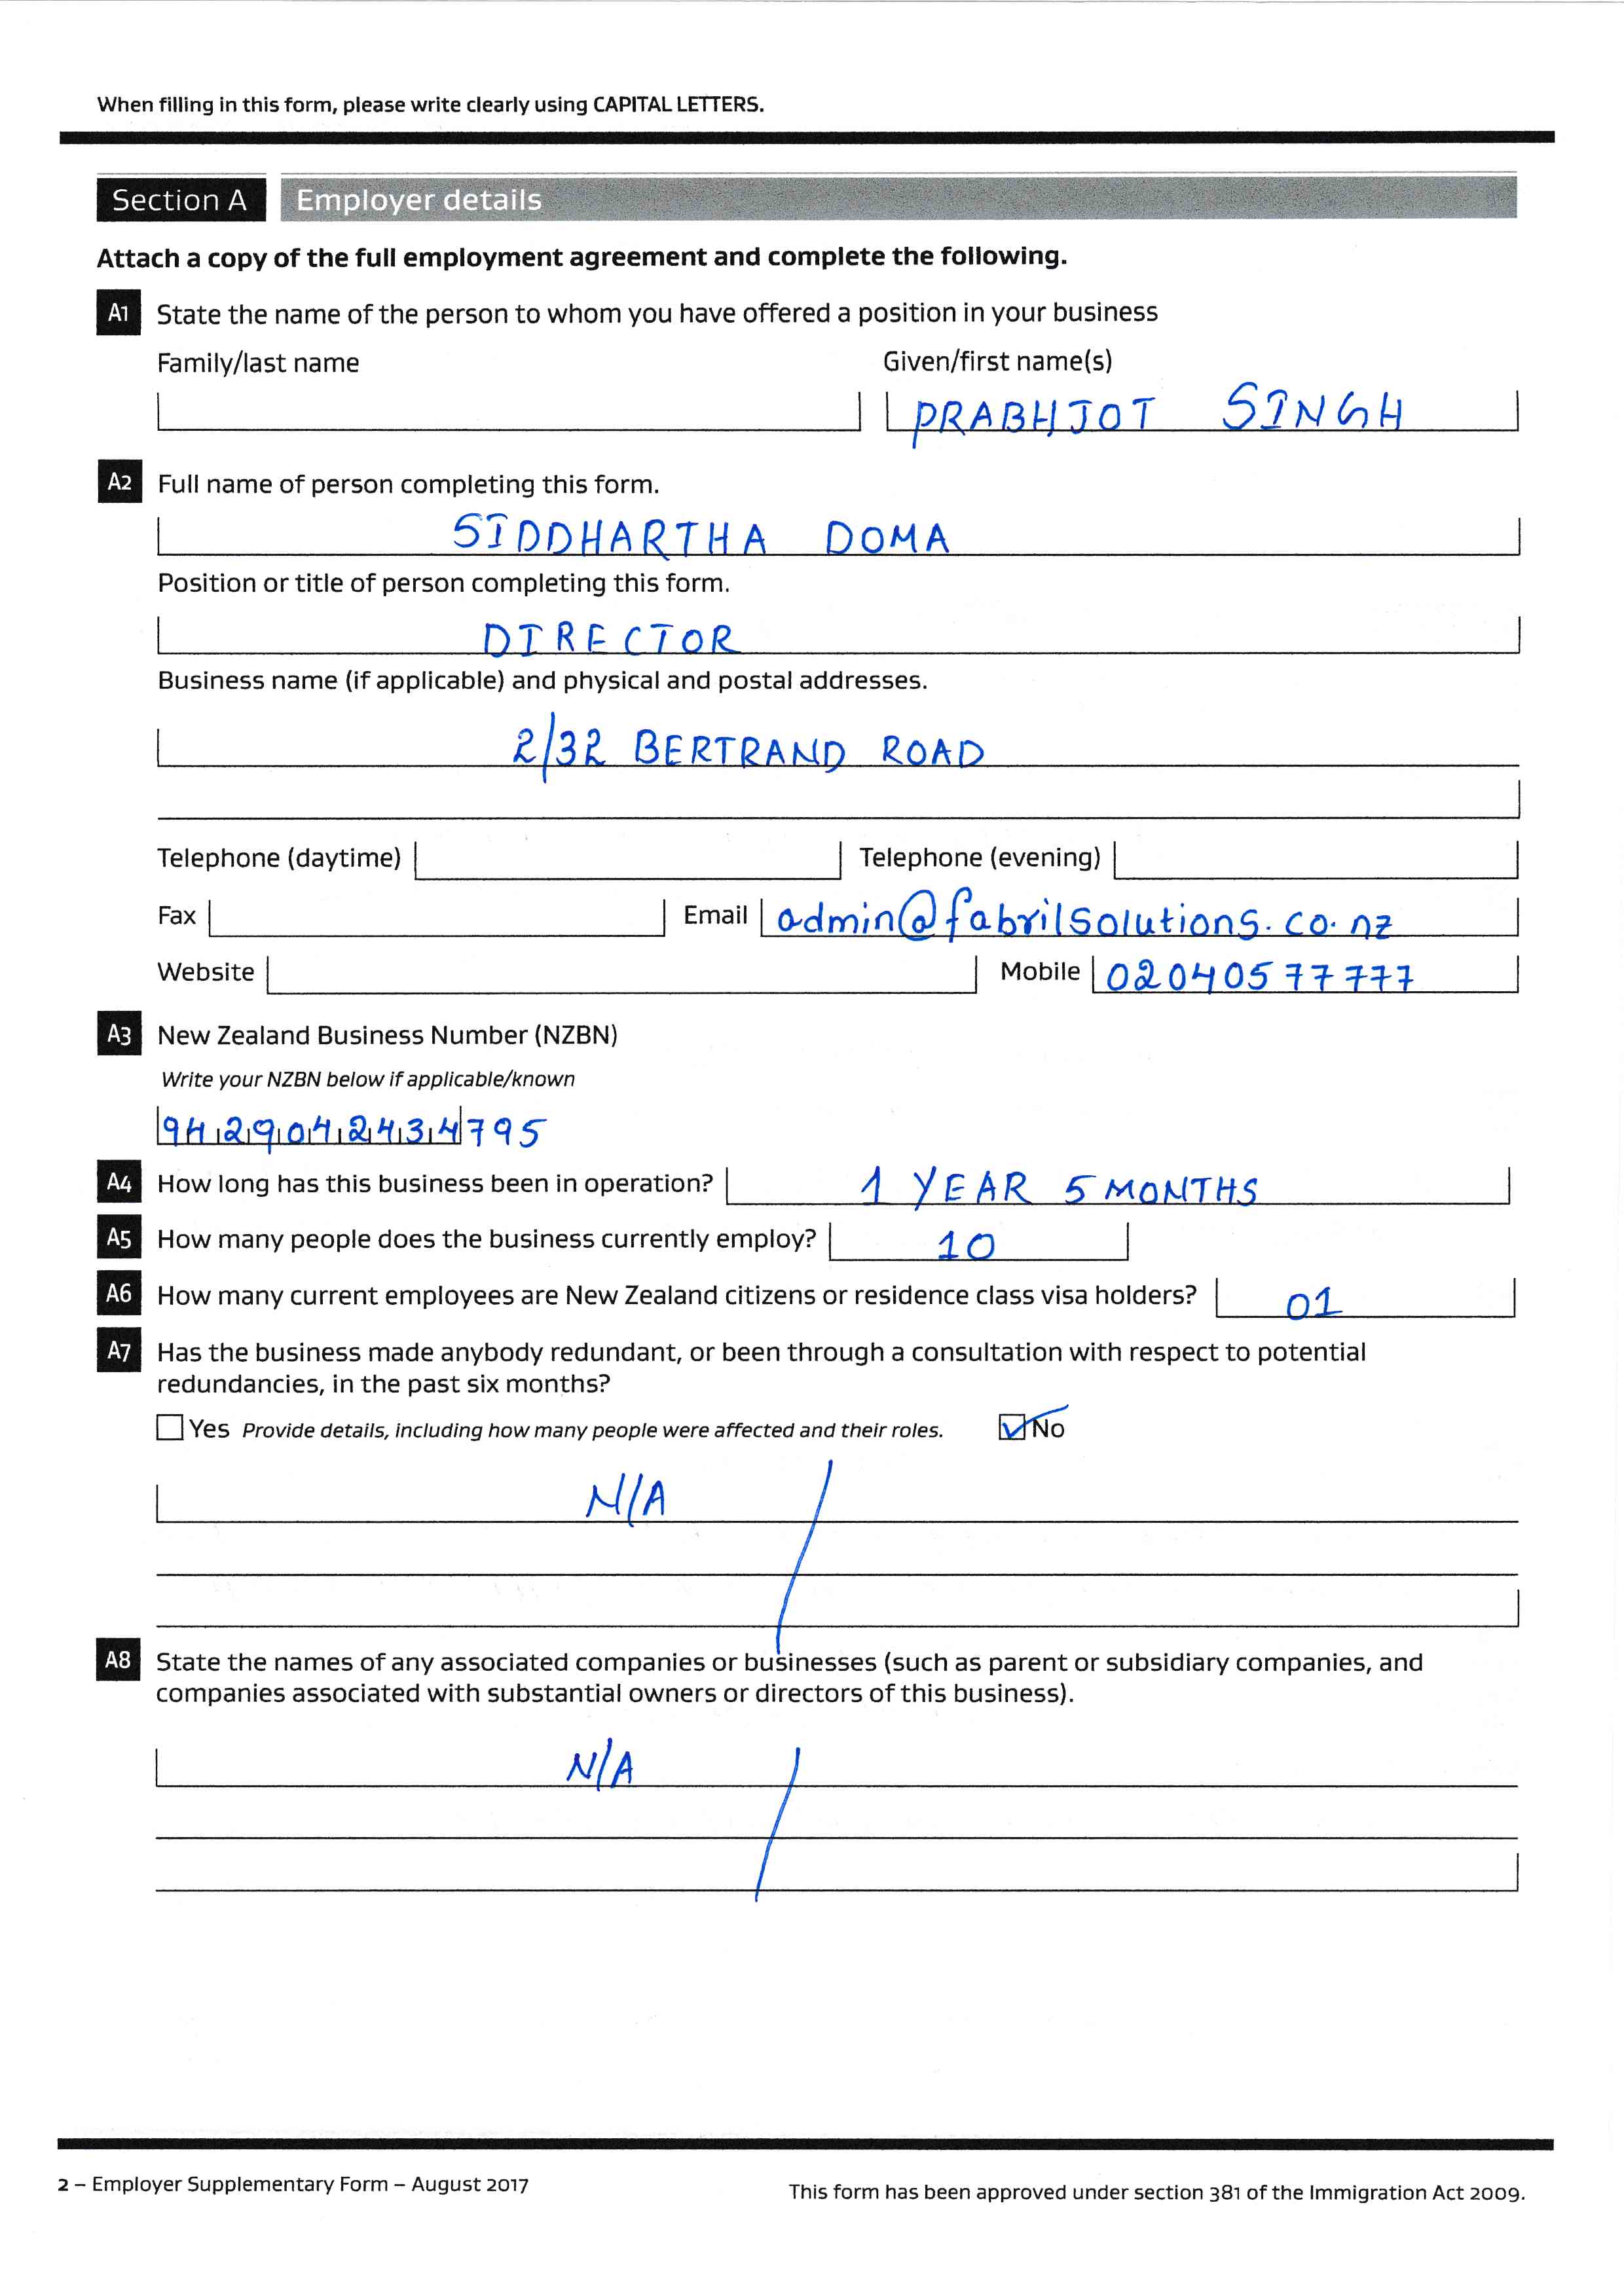 When filling in this form, please write clearly using CAPITAL LETTERS.
Section A Employer details
Attach a copy of the full employment agreement and complete the following.
A1 State the name of the person to whom you have offered a position in your business
Family/last name Given/first name(s)
PRABHJOT SINGH
A2 Full name of person completing this form.
SIDDHARTHA DOMA
Position or title of person completing this form.
DIRECTOR
Business name (if applicable) and physical and postal addresses.
2/32 BERTRAND ROAD
Telephone (daytime) Telephone (evening)
Fax Email admin@fabrilsolutions.co.nz
Website Mobile 02040577777
A3 New Zealand Business Number (NZBN)
Write your NZBN below if applicable/known
9429042434795
A4 How long has this business been in operation? 1 YEAR 5 MONTHS
A5 How many people does the business currently employ? 10
A6 How many current employees are New Zealand citizens or residence class visa holders? 01
A7 Has the business made anybody redundant, or been through a consultation with respect to potential
redundancies, in the past six months?
Yes Provide details, including how many people were affected and their roles. No
N/A
A8 State the names of any associated companies or businesses (such as parent or subsidiary companies, and
companies associated with substantial owners or directors of this business).
N/A
2 – Employer Supplementary Form – August 2017 This form has been approved under section 381 of the Immigration Act 2009.